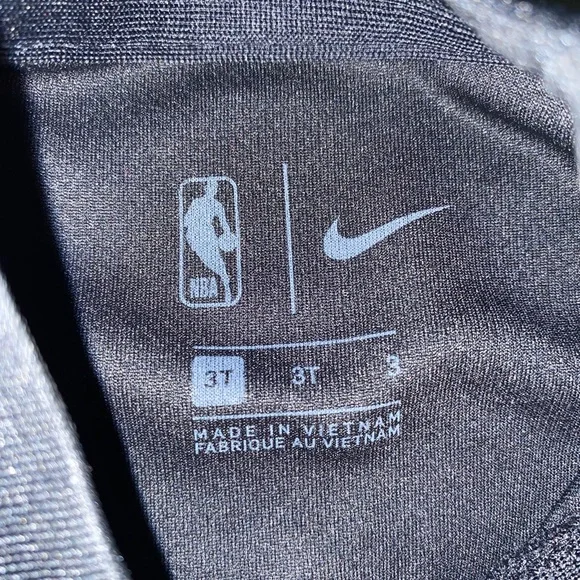 NBA
3T 3T 3
MADE IN VIETNAM
FABRIQUE AU VIETNAM